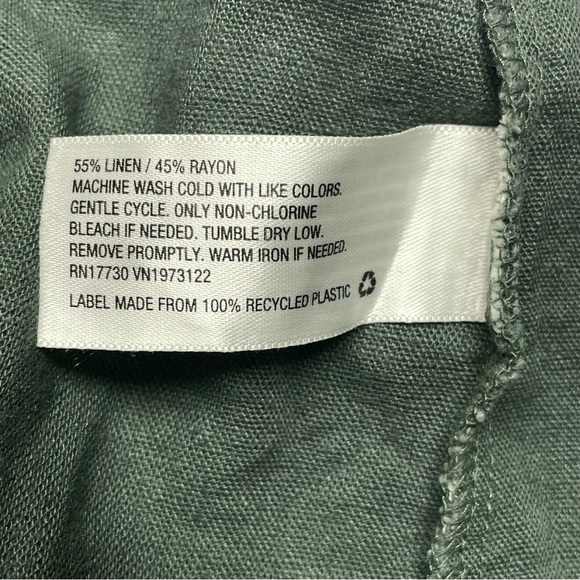 55% LINEN / 45% RAYON
MACHINE WASH COLD WITH LIKE COLORS.
GENTLE CYCLE. ONLY NON-CHLORINE
BLEACH IF NEEDED. TUMBLE DRY LOW.
REMOVE PROMPTLY. WARM IRON IF NEEDED.
RN17730 VN1973122
LABEL MADE FROM 100% RECYCLED PLASTIC